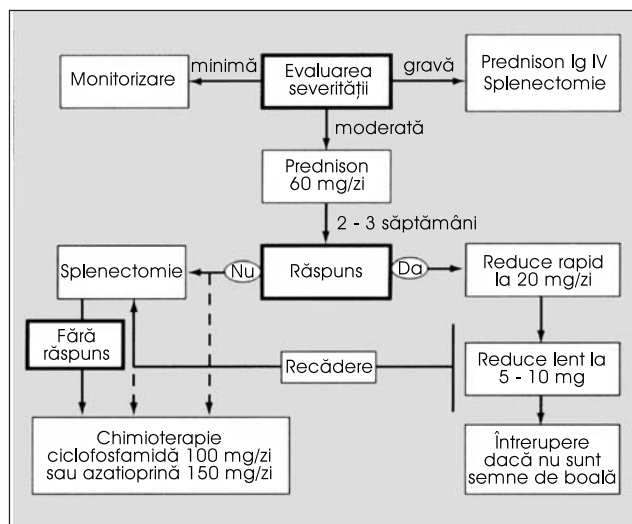 Monitorizare
minimă
Evaluarea
severității
gravă
Prednison Ig IV
Splenectomie
moderată
Prednison
60 mg/zi
2 - 3 săptămâni
Splenectomie
Nu
Răspuns
Da
Reduce rapid
la 20 mg/zi
Fără
răspuns
Recădere
Reduce lent la
5 - 10 mg
Chimioterapie
ciclofosfamidă 100 mg/zi
sau azatioprină 150 mg/zi
Întrerupere
dacă nu sunt
semne de boală